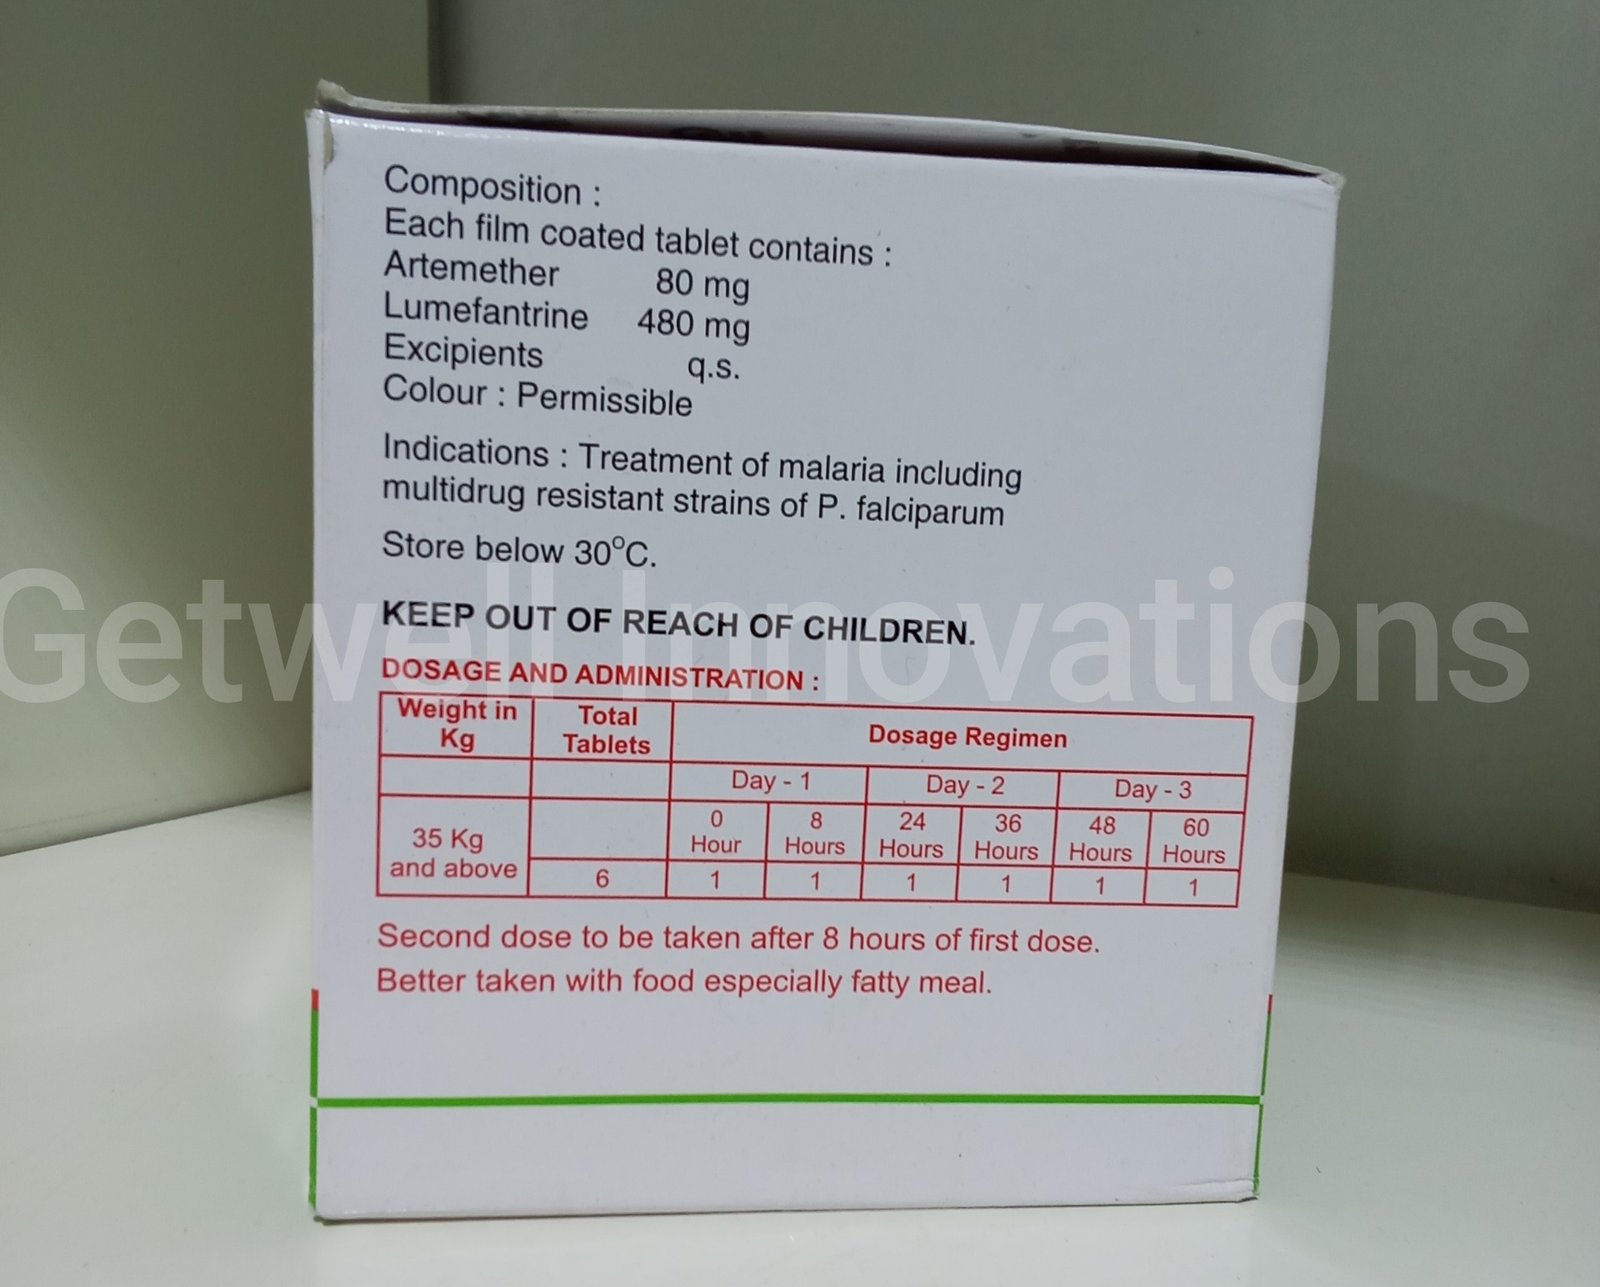 Composition :
Each film coated tablet contains :
Artemether 80 mg
Lumefantrine 480 mg
Excipients q.s.
Colour : Permissible
Indications : Treatment of malaria including
multidrug resistant strains of P. falciparum
Store below 30°C.
Getwell Innovations
KEEP OUT OF REACH OF CHILDREN.
DOSAGE AND ADMINISTRATION :
Weight in Kg Total Tablets Dosage Regimen
Day - 1 Day - 2 Day - 3
0 Hour 8 Hours 24 Hours 36 Hours 48 Hours 60 Hours
35 Kg and above 6 1 1 1 1 1 1
Second dose to be taken after 8 hours of first dose.
Better taken with food especially fatty meal.